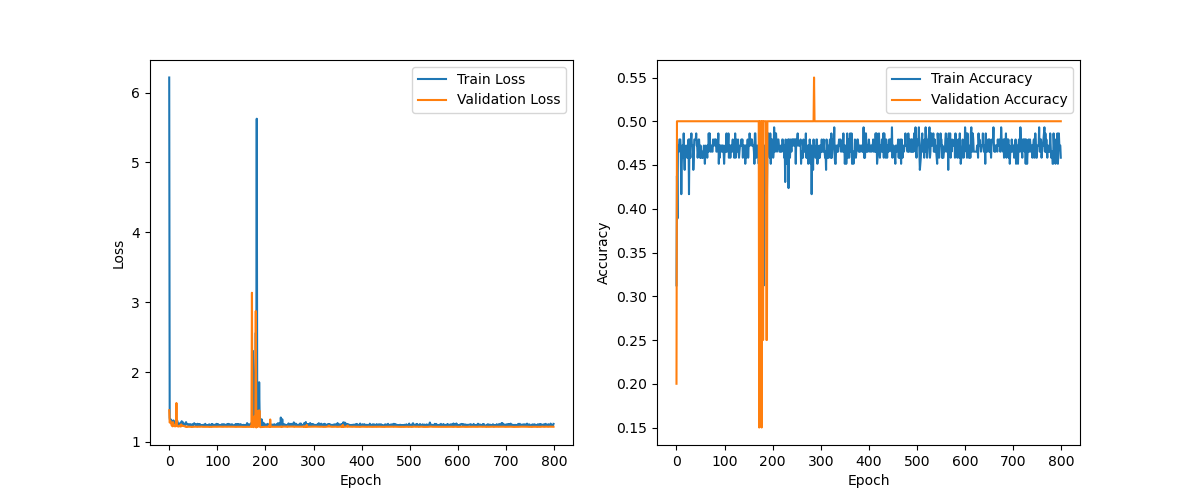 Train Loss
Validation Loss
6
5
4
3
2
1
Loss
0 100 200 300 400 500 600 700 800
Epoch
Train Accuracy
Validation Accuracy
0.55
0.50
0.45
0.40
0.35
0.30
0.25
0.20
0.15
Accuracy
0 100 200 300 400 500 600 700 800
Epoch